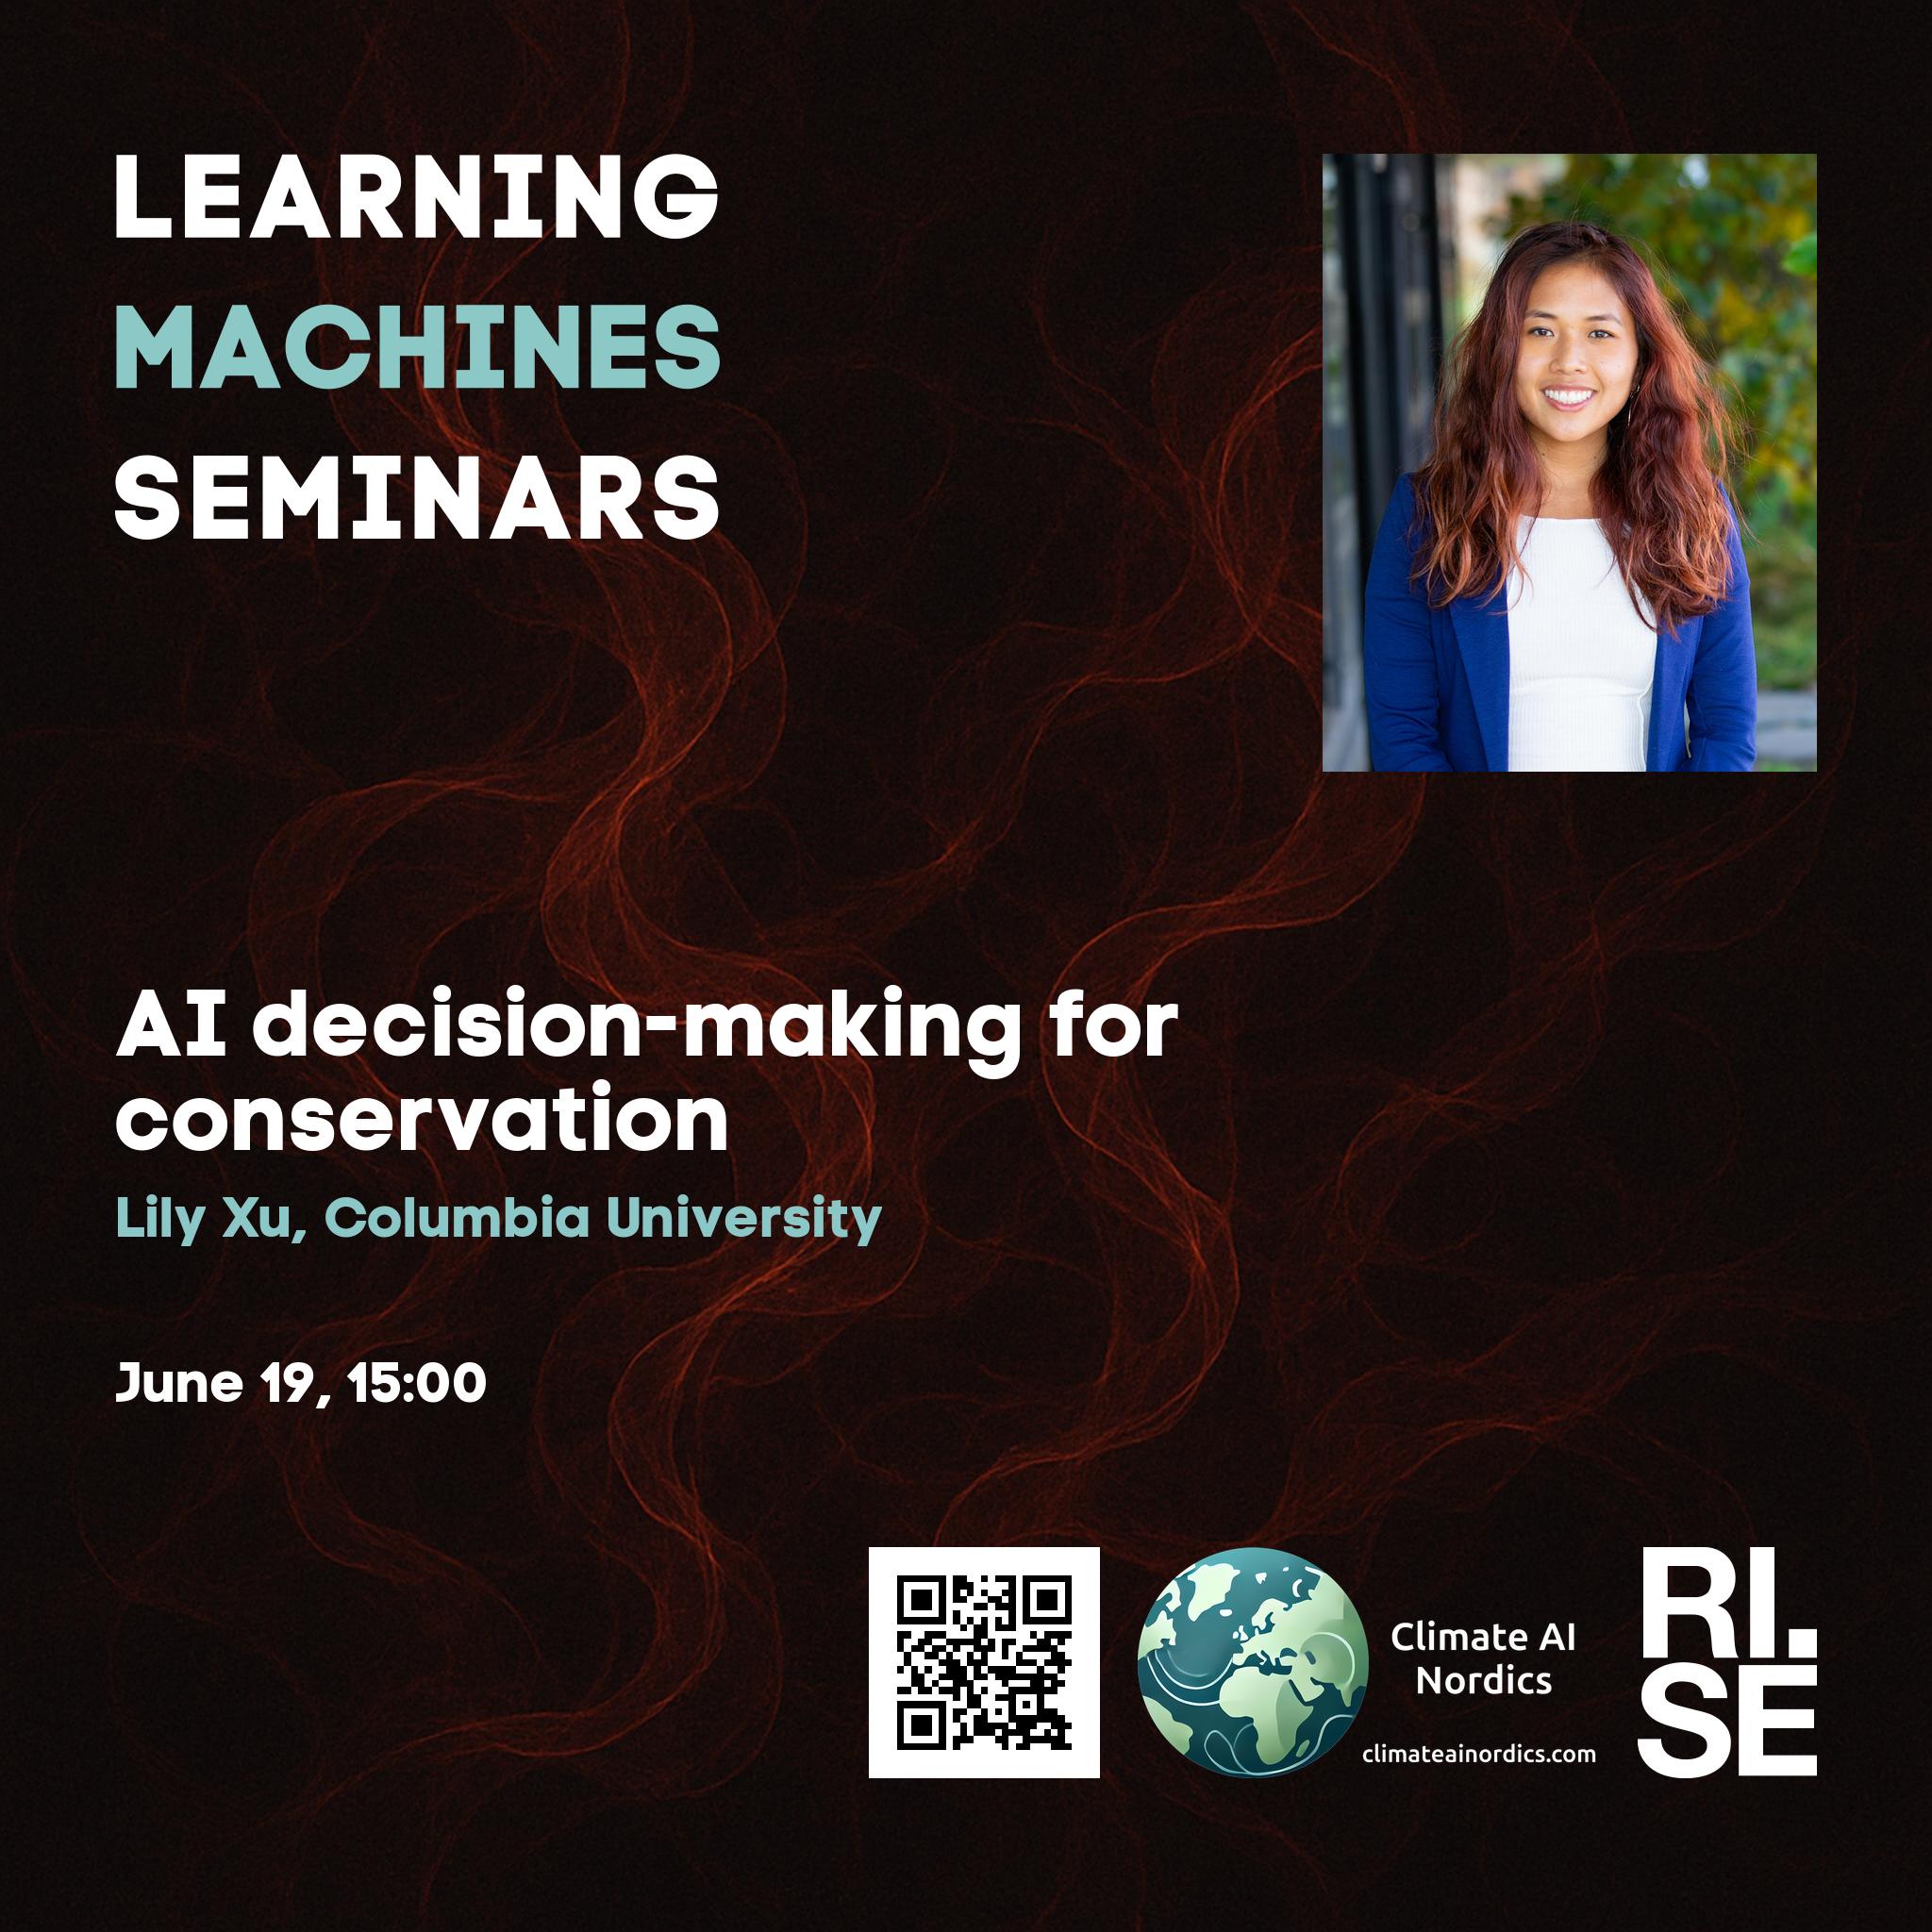 LEARNING
MACHINES
SEMINARS
AI decision-making for
conservation
Lily Xu, Columbia University
June 19, 15:00
Climate AI
Nordics
climateainordics.com
RI.
SE